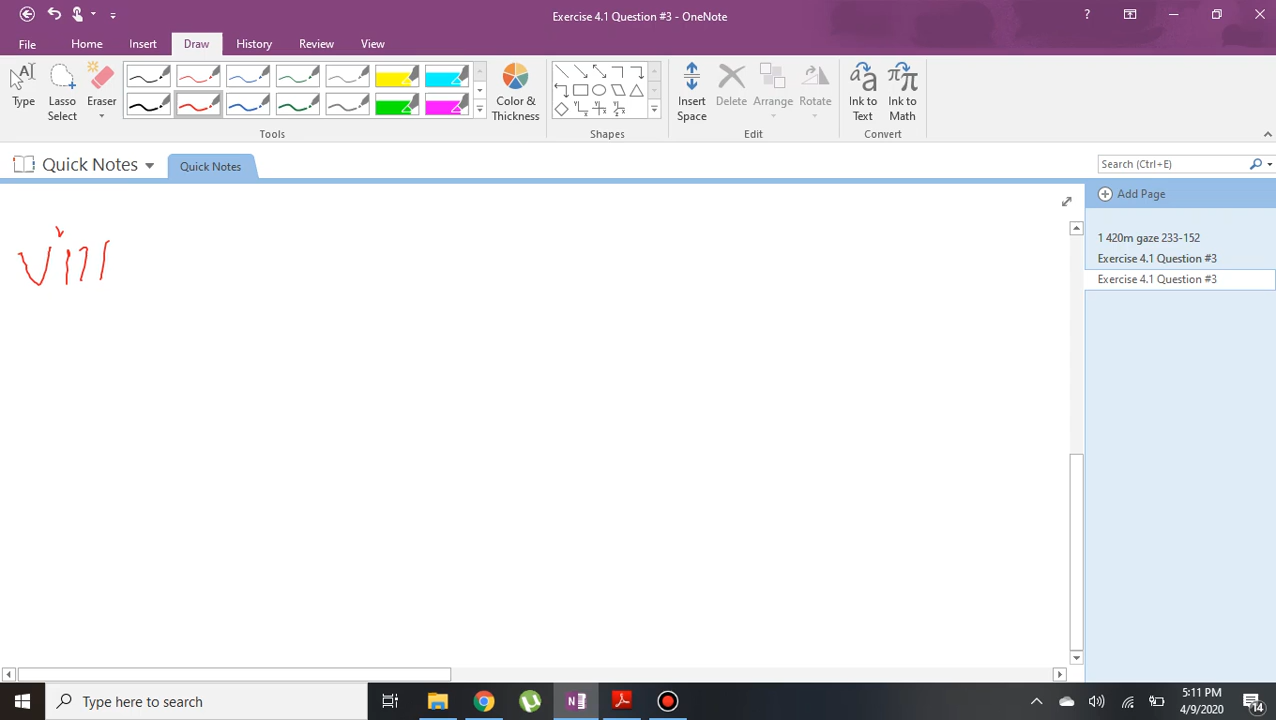 Exercise 4.1 Question #3 - OneNote
File Home Insert Draw History Review View
Type
Lasso Select
Eraser
Color & Thickness
Insert Space
Delete
Arrange
Rotate
Ink to Text
Ink to Math
Tools
Shapes
Edit
Convert
Quick Notes
Quick Notes
Search (Ctrl+E)
Add Page
1 420m gaze 233-152
Exercise 4.1 Question #3
Exercise 4.1 Question #3
viii
Type here to search
5:11 PM
4/9/2020
14